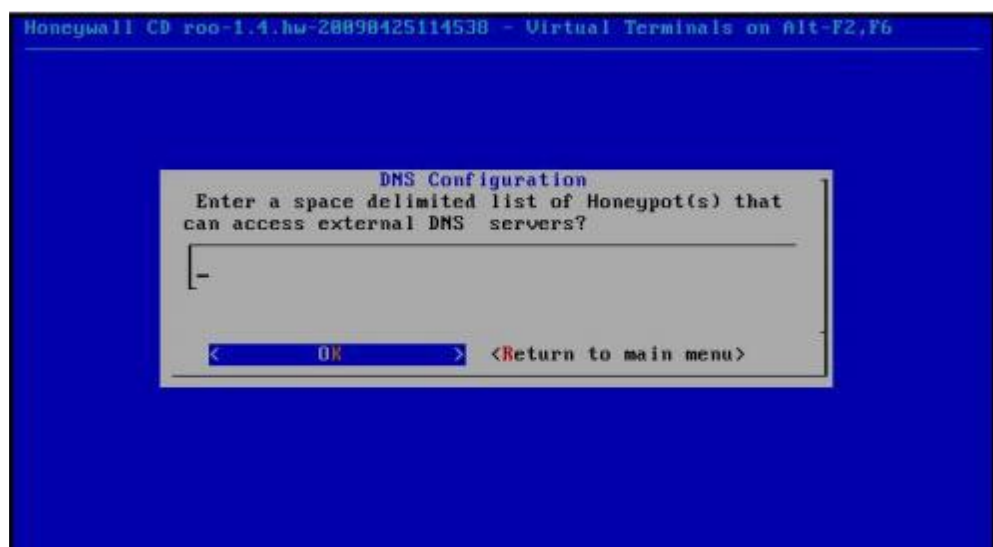 Honeywall CD roo-1.4.hw-20090425114538 - Virtual Terminals on Alt-F2,F6
DNS Configuration
Enter a space delimited list of Honeypot(s) that
can access external DNS servers?
< OK > <Return to main menu>